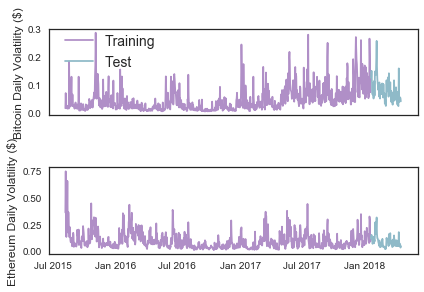 Bitcoin Daily Volatility ($)
0.3
0.2
0.1
0.0
Training
Test
Ethereum Daily Volatility ($)
0.75
0.50
0.25
0.00
Jul 2015 Jan 2016 Jul 2016 Jan 2017 Jul 2017 Jan 2018